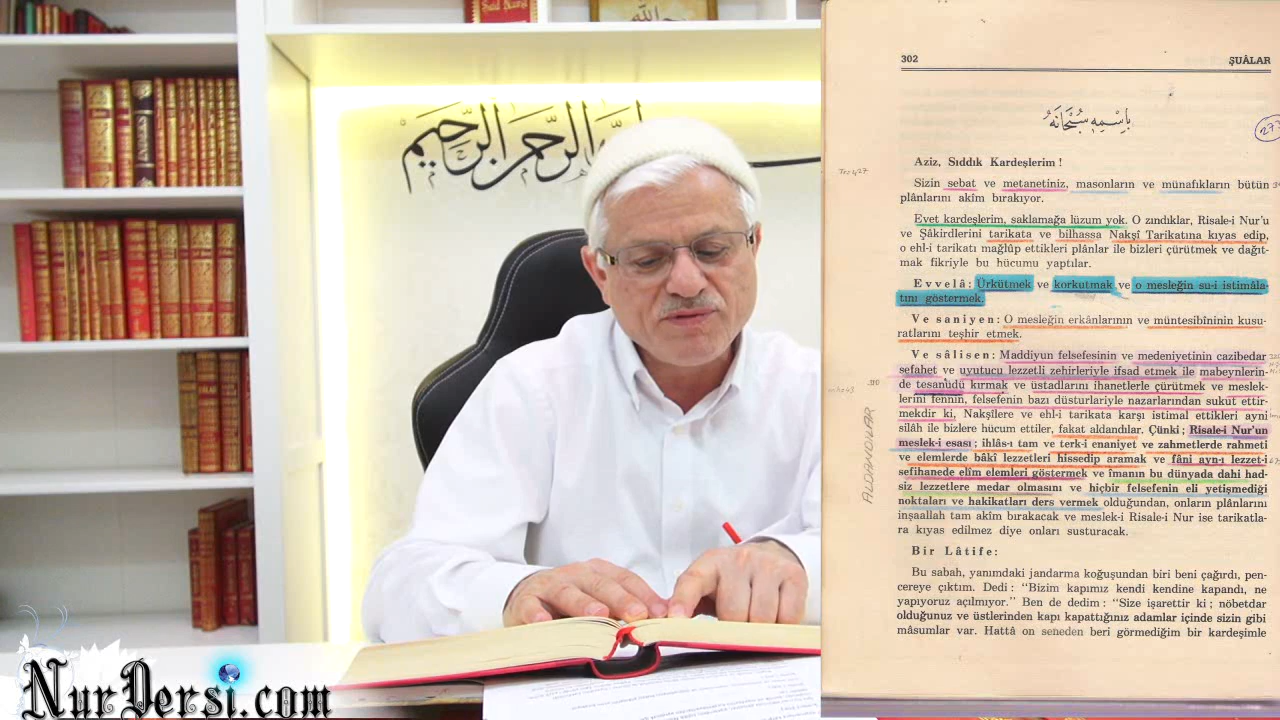 Said Nursî
الله
الرحمن الرحيم
302 ŞUÂLAR
بِاسْمِهِ سُبْحَانَهُ
27
Aziz, Sıddık Kardeşlerim !
Sizin sebat ve metanetiniz, masonların ve münafıkların bütün
plânlarını akîm bırakıyor.
Evet kardeşlerim, saklamağa lüzum yok. O zındıklar, Risale-i Nur'u
ve Şâkirdlerini tarikata ve bilhassa Nakşî Tarikatına kıyas edip,
o ehl-i tarikatı mağlûp ettikleri plânlar ile bizleri çürütmek ve dağıt-
mak fikriyle bu hücumu yaptılar.
Evvelâ: Ürkütmek ve korkutmak ve o mesleğin su-i istimâla-
tını göstermek.
Ve saniyen: O mesleğin erkânlarının ve müntesibîninin kusu-
ratlarını teşhir etmek.
Ve sâlisen: Maddiyun felsefesinin ve medeniyetinin cazibedar
sefahet ve uyutucu lezzetli zehirleriyle ifsad etmek ile mabeynlerin-
de tesanüdü kırmak ve üstadlarını ihanetlerle çürütmek ve meslek-
lerini fennin, felsefenin bazı düsturlariyle nazarlarından sukut ettir-
mekdir ki, Nakşîlere ve ehl-i tarikata karşı istimal ettikleri ayni
silâh ile bizlere hücum ettiler, fakat aldandılar. Çünki; Risale-i Nur'un
meslek-i esası; ihlâs-ı tam ve terk-i enaniyet ve zahmetlerde rahmeti
ve elemlerde bâki lezzetleri hissedip aramak ve fâni ayn-ı lezzet-i
sefihanede elîm elemleri göstermek ve îmanın bu dünyada dahi had-
siz lezzetlere medar olmasını ve hiçbir felsefenin eli yetişmediği
noktaları ve hakikatları ders vermek olduğundan, onların plânlarını
inşaallah tam akîm bırakacak ve meslek-i Risale-i Nur ise tarikatla-
ra kıyas edilmez diye onları susturacak.
ALDANDILAR
Bir Lâtife:
Bu sabah, yanımdaki jandarma koğuşundan biri beni çağırdı, pen-
cereye çıktım. Dedi: "Bizim kapımız kendi kendine kapandı, ne
yapıyoruz açılmıyor." Ben de dedim: "Size işarettir ki; nöbetdar
olduğunuz ve üstlerinden kapı kapattığınız adamlar içinde sizin gibi
mâsumlar var. Hattâ on seneden beri görmediğim bir kardeşimle
Dersi.com